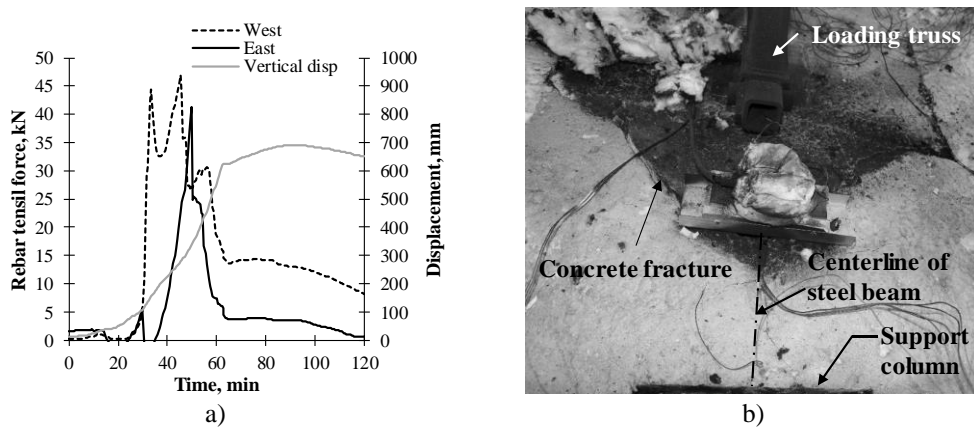 a)
West
East
Vertical disp
Rebar tensil force, kN
50
45
40
35
30
25
20
15
10
5
0
1000
900
800
700
600
500
400
300
200
100
0
Displacement, mm
0 20 40 60 80 100 120
Time, min
a)
b)
Loading truss
Concrete fracture
Centerline of
steel beam
Support
column
b)